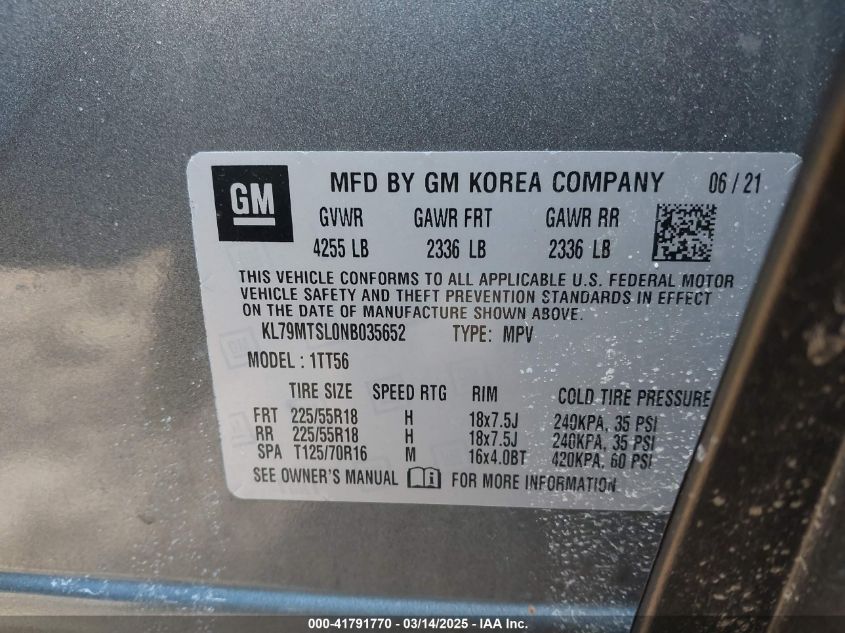 GM
MFD BY GM KOREA COMPANY 06 / 21
GVWR GAWR FRT GAWR RR
4255 LB 2336 LB 2336 LB
THIS VEHICLE CONFORMS TO ALL APPLICABLE U.S. FEDERAL MOTOR
VEHICLE SAFETY AND THEFT PREVENTION STANDARDS IN EFFECT
ON THE DATE OF MANUFACTURE SHOWN ABOVE.
KL79MTSL0NB035652 TYPE: MPV
MODEL : 1TT56
TIRE SIZE SPEED RTG RIM COLD TIRE PRESSURE
FRT 225/55R18 H 18x7.5J 240KPA, 35 PSI
RR 225/55R18 H 18x7.5J 240KPA, 35 PSI
SPA T125/70R16 M 16x4.0BT 420KPA, 60 PSI
SEE OWNER'S MANUAL FOR MORE INFORMATION
000-41791770 - 03/14/2025 - IAA Inc.